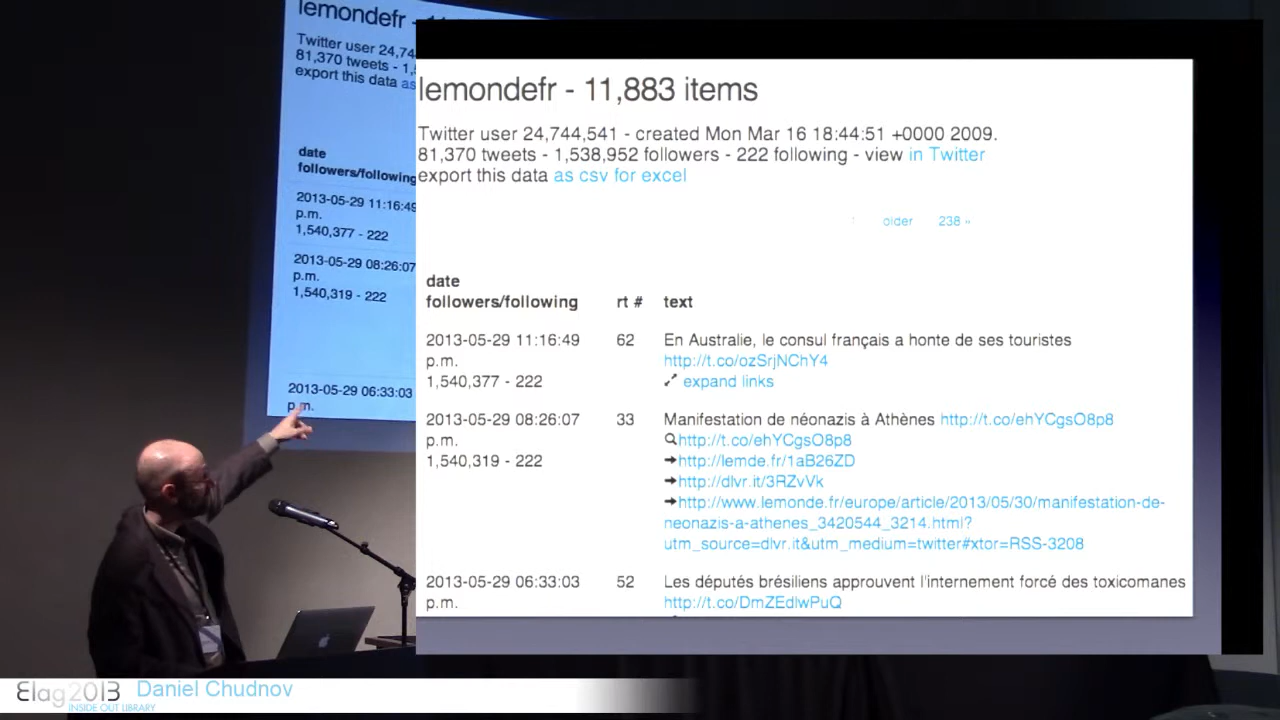 lemondefr -
Twitter user 24,74
81,370 tweets - 1,5
export this data as
date
followers/following
2013-05-29 11:16:49
p.m.
1,540,377 - 222
2013-05-29 08:26:07
p.m.
1,540,319 - 222
2013-05-29 06:33:03
p.m.
lemondefr - 11,883 items
Twitter user 24,744,541 - created Mon Mar 16 18:44:51 +0000 2009.
81,370 tweets - 1,538,952 followers - 222 following - view in Twitter
export this data as csv for excel
older 238 »
date
followers/following rt # text
2013-05-29 11:16:49 62 En Australie, le consul français a honte de ses touristes
p.m. http://t.co/ozSrjNChY4
1,540,377 - 222 expand links
2013-05-29 08:26:07 33 Manifestation de néonazis à Athènes http://t.co/ehYCgsO8p8
p.m. http://t.co/ehYCgsO8p8
1,540,319 - 222 http://lemde.fr/1aB26ZD
http://dlvr.it/3RZvVk
http://www.lemonde.fr/europe/article/2013/05/30/manifestation-de-
neonazis-a-athenes_3420544_3214.html?
utm_source=dlvr.it&utm_medium=twitter#xtor=RSS-3208
2013-05-29 06:33:03 52 Les députés brésiliens approuvent l'internement forcé des toxicomanes
p.m. http://t.co/DmZEdlwPuQ
Elag2013 Daniel Chudnov
INSIDE OUT LIBRARY